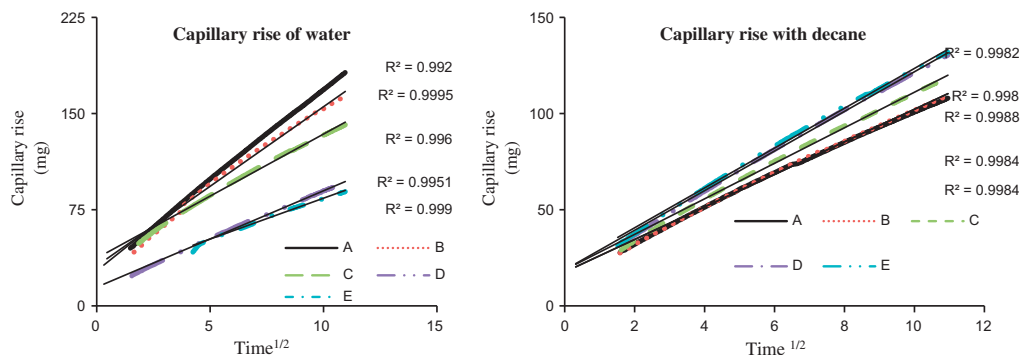 Capillary rise of water
Capillary rise
(mg)
225
150
75
0
0
5
10
15
Time1/2
R² = 0.992
R² = 0.9995
R² = 0.996
R² = 0.9951
R² = 0.999
A
B
C
D
E
Capillary rise with decane
Capillary rise
(mg)
150
100
50
0
0
2
4
6
8
10
12
Time 1/2
R² = 0.9982
R² = 0.998
R² = 0.9988
R² = 0.9984
R² = 0.9984
A
B
C
D
E